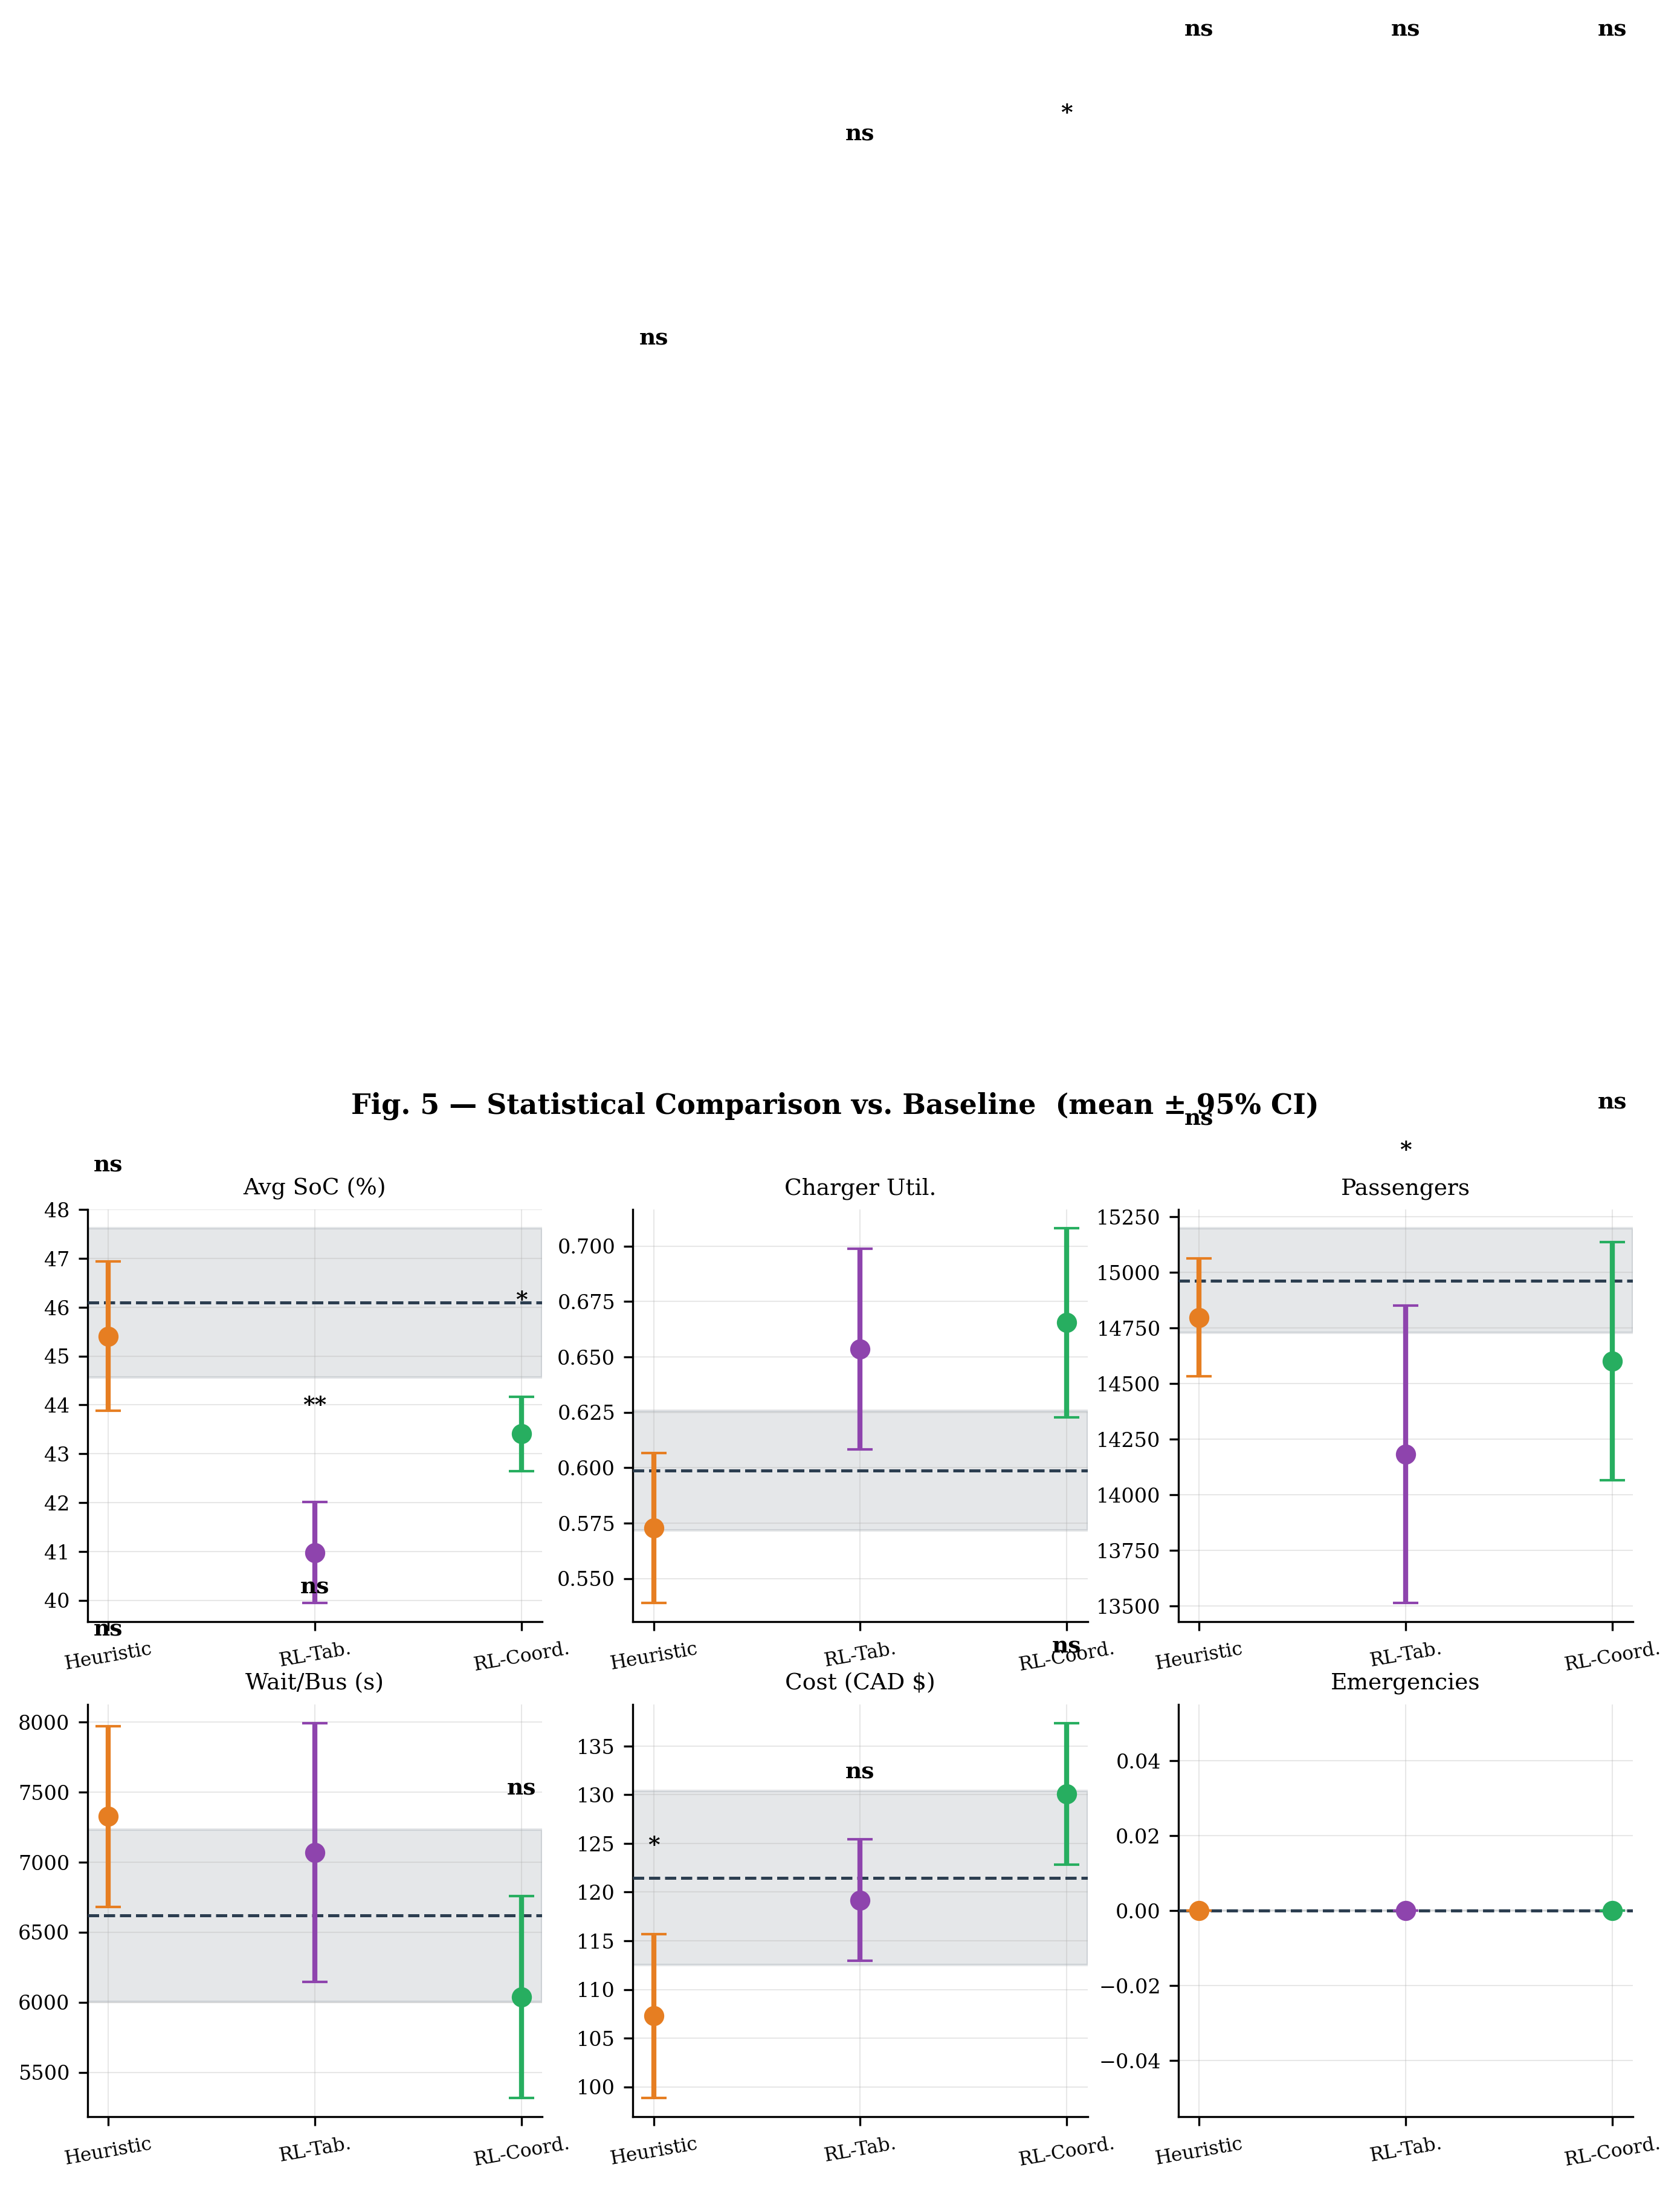 ns ns ns
*
ns
ns
Fig. 5 — Statistical Comparison vs. Baseline (mean ± 95% CI)
ns
ns
*
ns
Avg SoC (%)
48
47
46
45
44
43
42
41
40
*
**
ns
ns
Heuristic
RL-Tab.
RL-Coord.
Charger Util.
0.700
0.675
0.650
0.625
0.600
0.575
0.550
Heuristic
RL-Tab.
RL-Coord.
ns
Passengers
15250
15000
14750
14500
14250
14000
13750
13500
Heuristic
RL-Tab.
RL-Coord.
Wait/Bus (s)
8000
7500
7000
6500
6000
5500
ns
Heuristic
RL-Tab.
RL-Coord.
Cost (CAD $)
135
130
125
120
115
110
105
100
*
ns
Heuristic
RL-Tab.
RL-Coord.
Emergencies
0.04
0.02
0.00
−0.02
−0.04
Heuristic
RL-Tab.
RL-Coord.